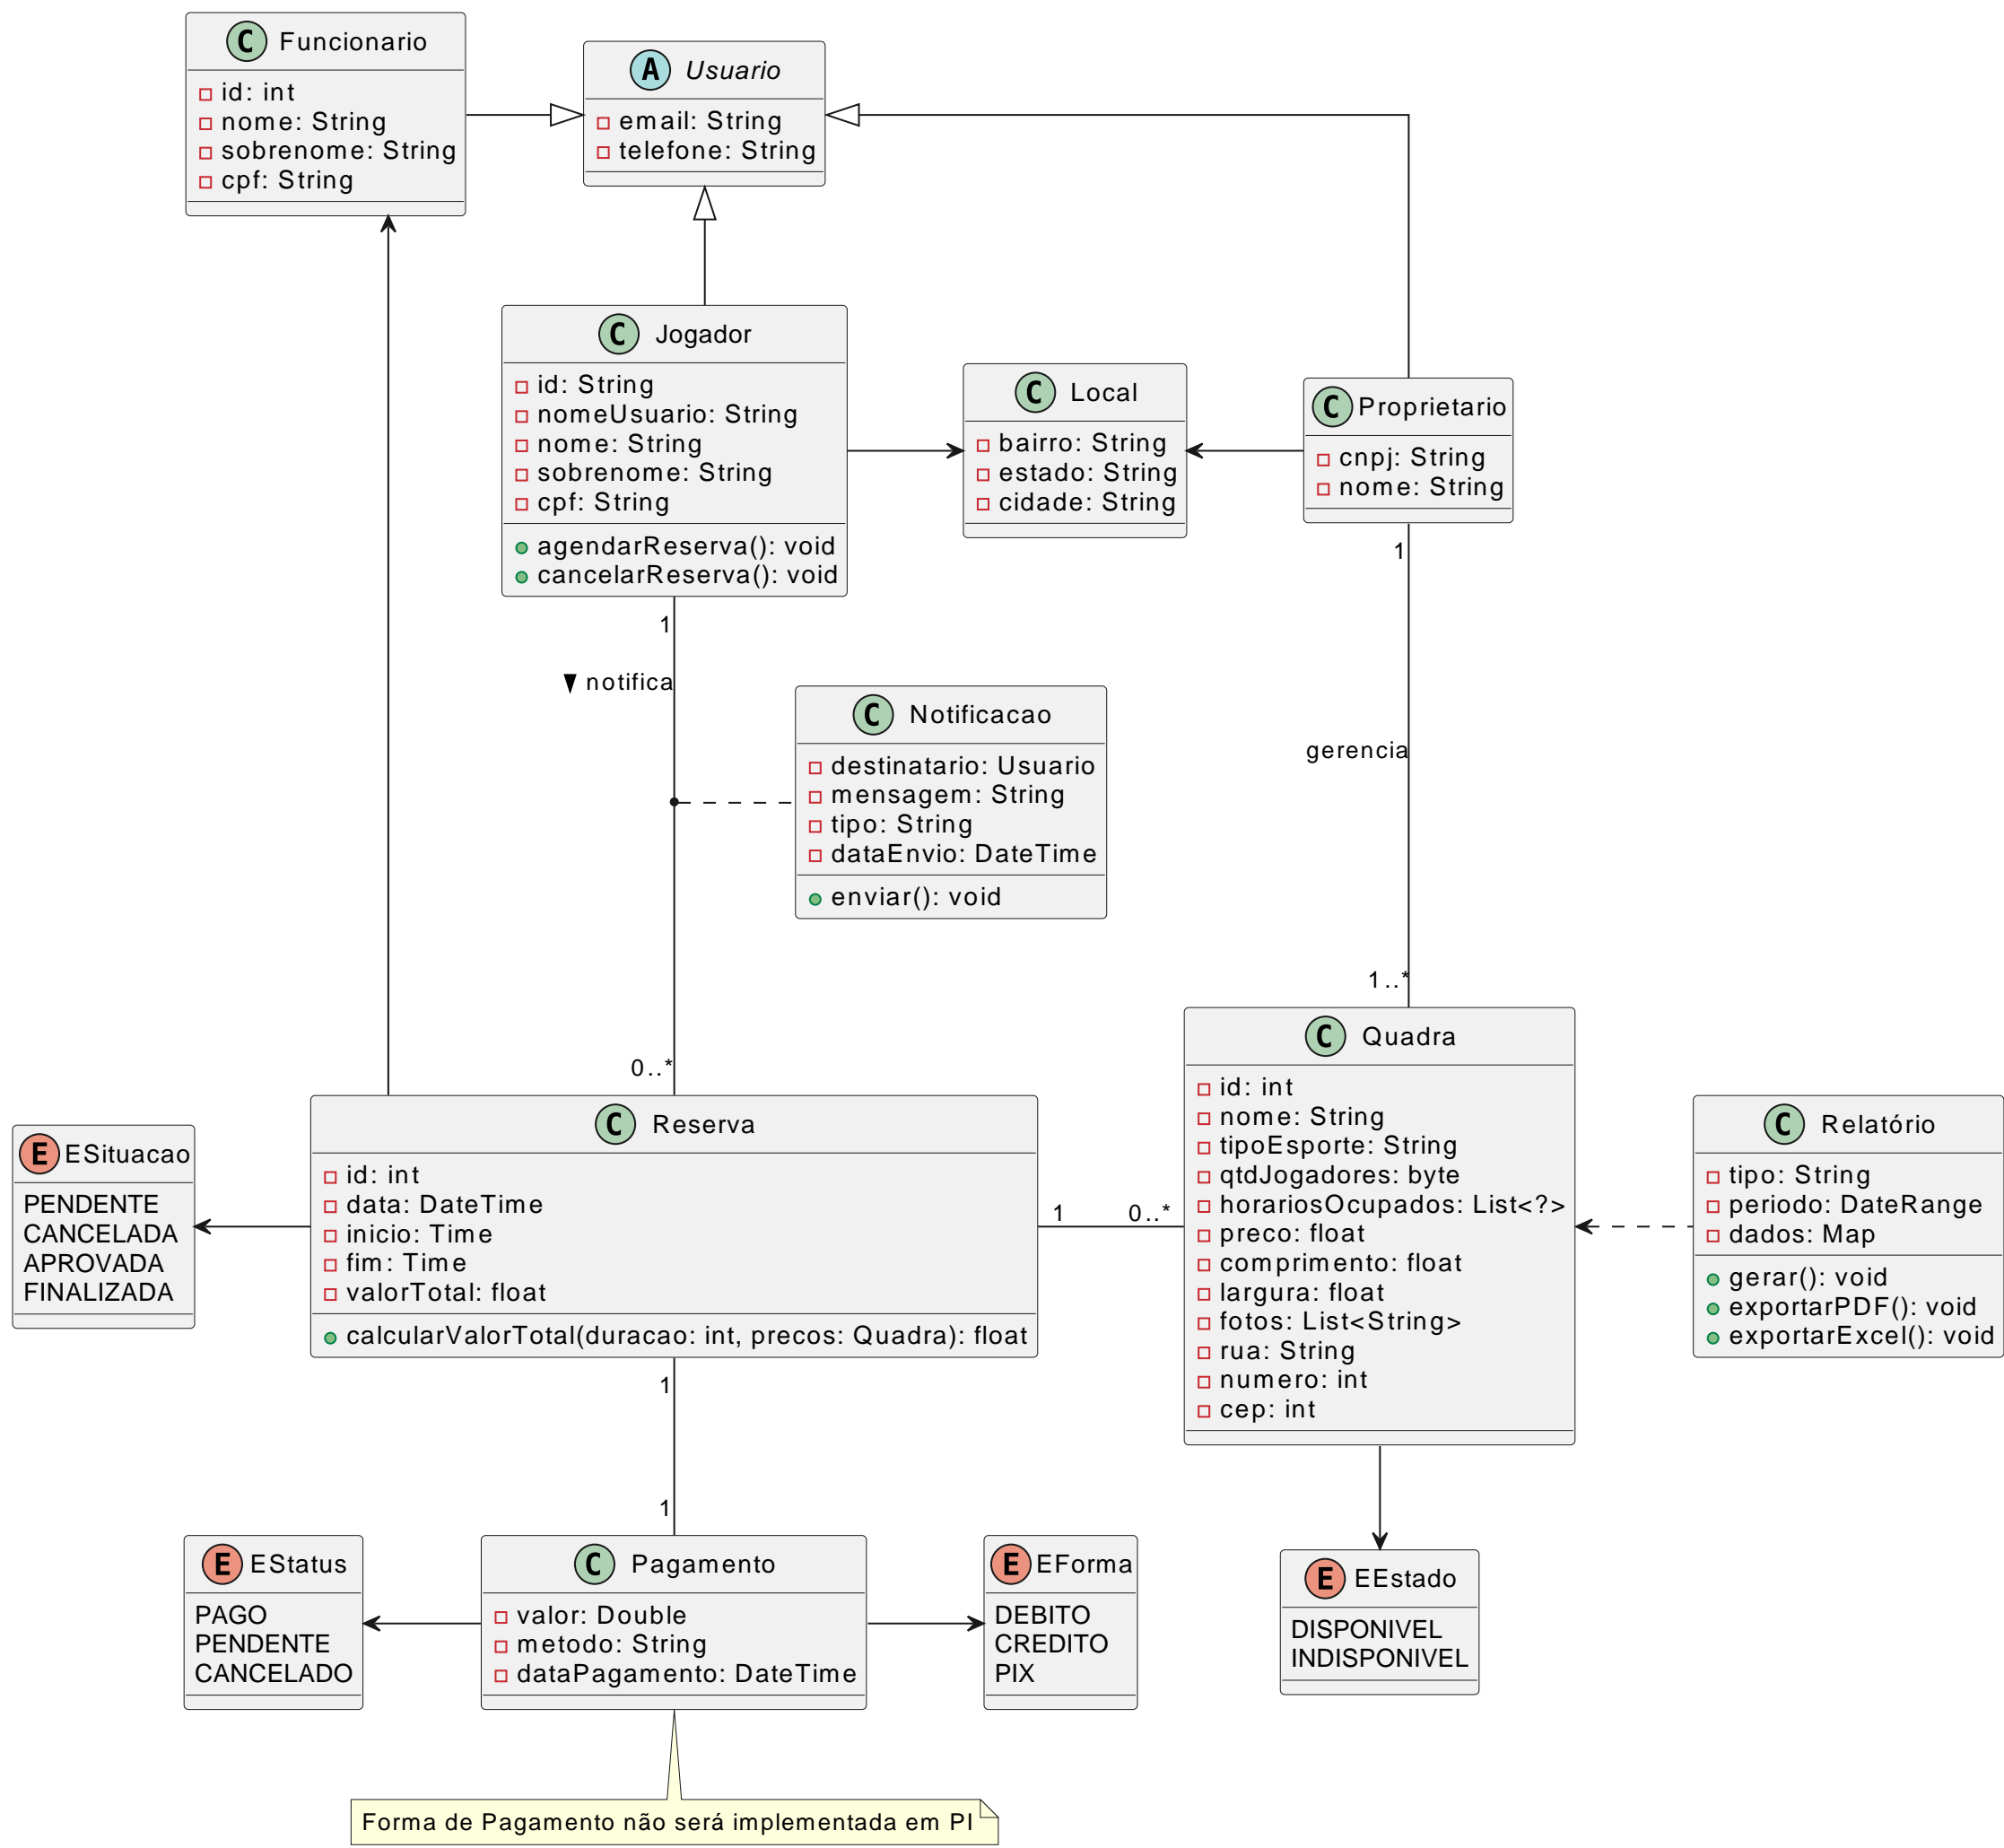 C Funcionario
id: int
nome: String
sobrenome: String
cpf: String
A Usuario
email: String
telefone: String
C Jogador
id: String
nomeUsuario: String
nome: String
sobrenome: String
cpf: String
agendarReserva(): void
cancelarReserva(): void
C Local
bairro: String
estado: String
cidade: String
C Proprietario
cnpj: String
nome: String
1
1
notifica
C Notificacao
destinatario: Usuario
mensagem: String
tipo: String
dataEnvio: DateTime
enviar(): void
gerencia
1..*
0..*
E ESituacao
PENDENTE
CANCELADA
APROVADA
FINALIZADA
C Reserva
id: int
data: DateTime
inicio: Time
fim: Time
valorTotal: float
calcularValorTotal(duracao: int, precos: Quadra): float
1 0..*
C Quadra
id: int
nome: String
tipoEsporte: String
qtdJogadores: byte
horariosOcupados: List<?>
preco: float
comprimento: float
largura: float
fotos: List<String>
rua: String
numero: int
cep: int
C Relatório
tipo: String
periodo: DateRange
dados: Map
gerar(): void
exportarPDF(): void
exportarExcel(): void
1
1
E EStatus
PAGO
PENDENTE
CANCELADO
C Pagamento
valor: Double
metodo: String
dataPagamento: DateTime
E EForma
DEBITO
CREDITO
PIX
E EEstado
DISPONIVEL
INDISPONIVEL
Forma de Pagamento não será implementada em PI